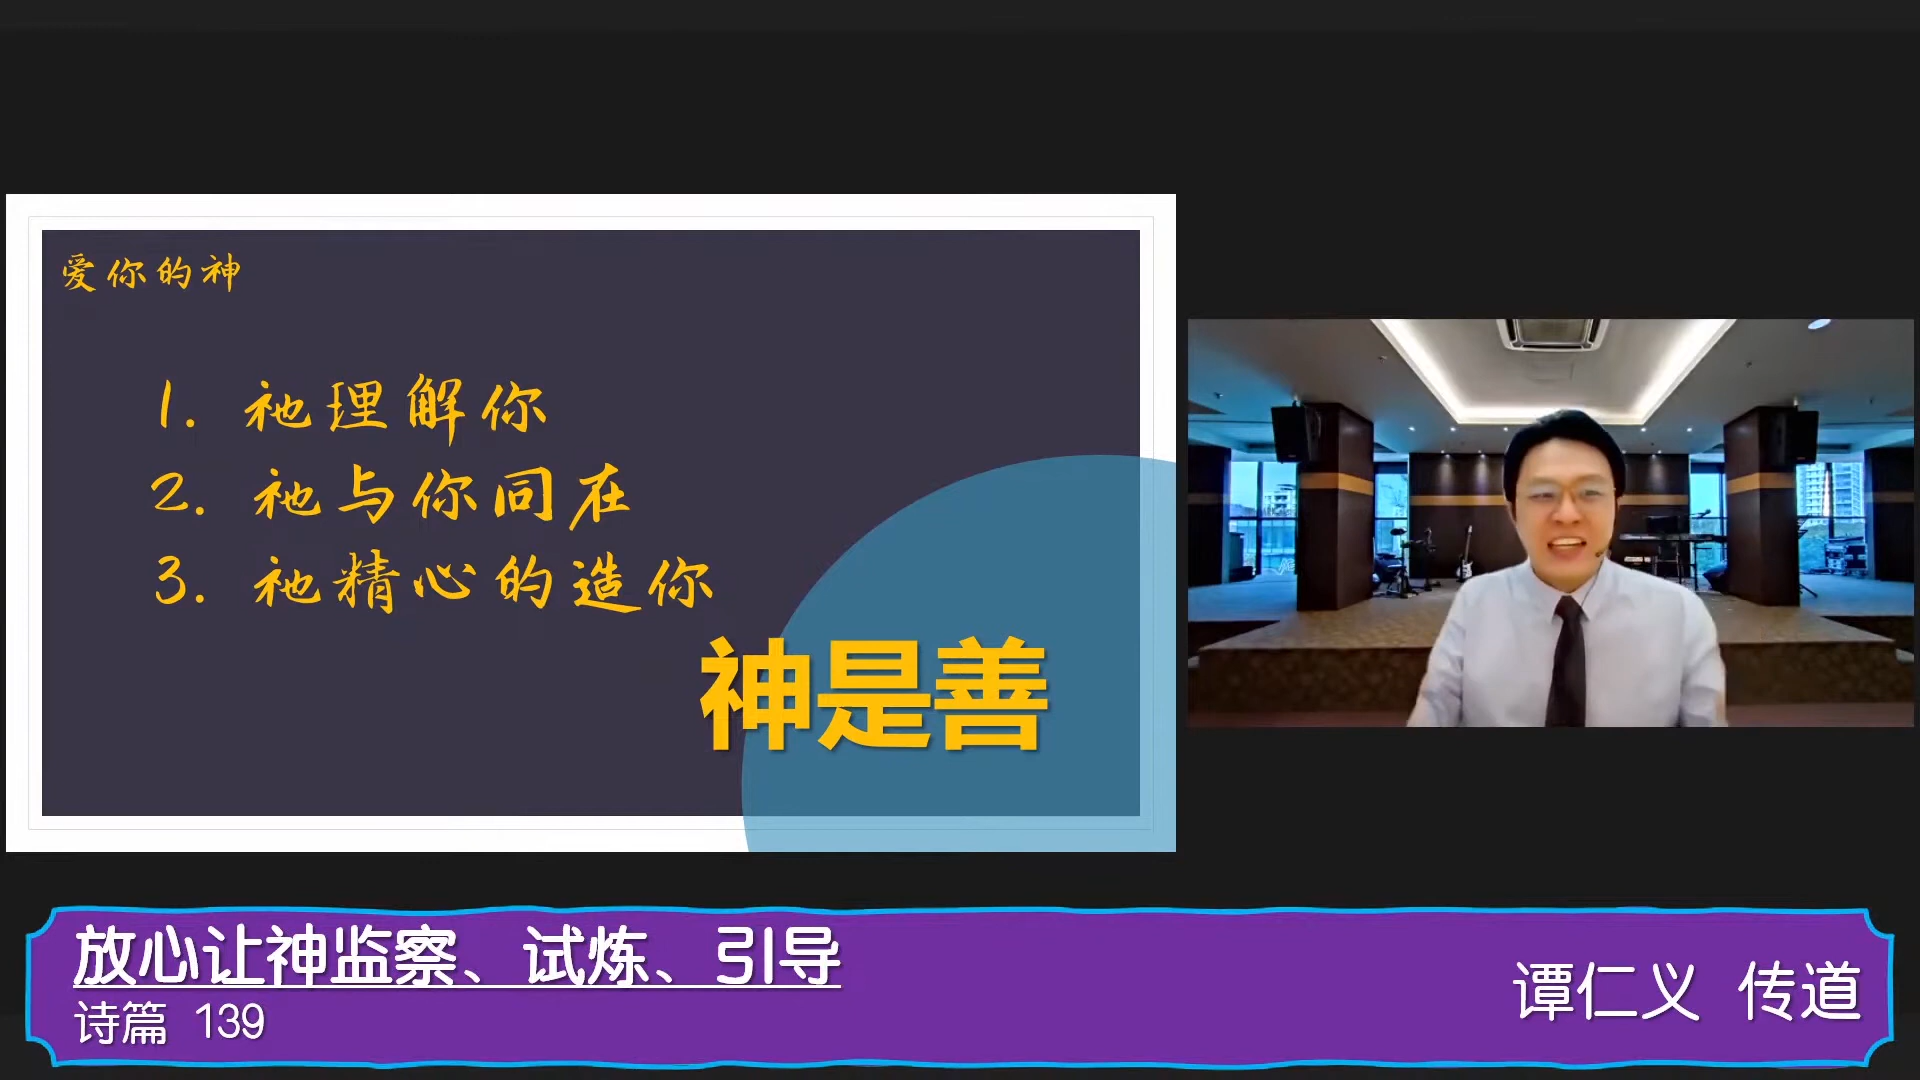 爱你的神
1. 祂理解你
2. 祂与你同在
3. 祂精心的造你
神是善
放心让神监察、试炼、引导
诗篇 139
谭仁义 传道